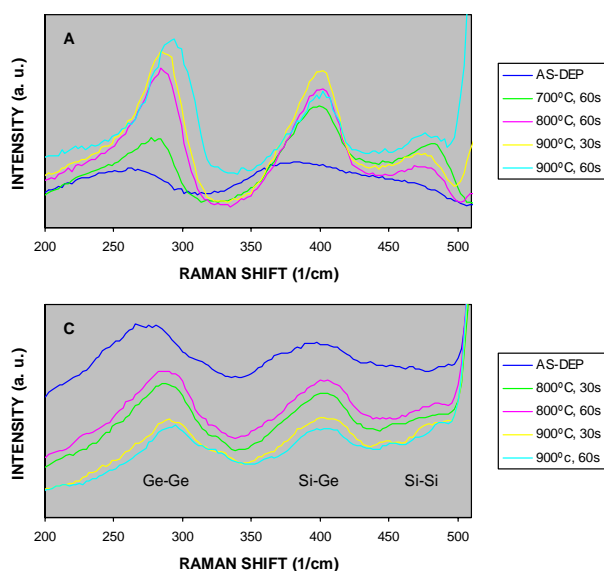 A
INTENSITY (a. u.)
200 250 300 350 400 450 500
RAMAN SHIFT (1/cm)
AS-DEP
700ºC, 60s
800ºC, 60s
900ºC, 30s
900ºC, 60s
C
INTENSITY (a. u.)
Ge-Ge Si-Ge Si-Si
200 250 300 350 400 450 500
RAMAN SHIFT (1/cm)
AS-DEP
800ºC, 30s
800ºC, 60s
900ºC, 30s
900ºc, 60s